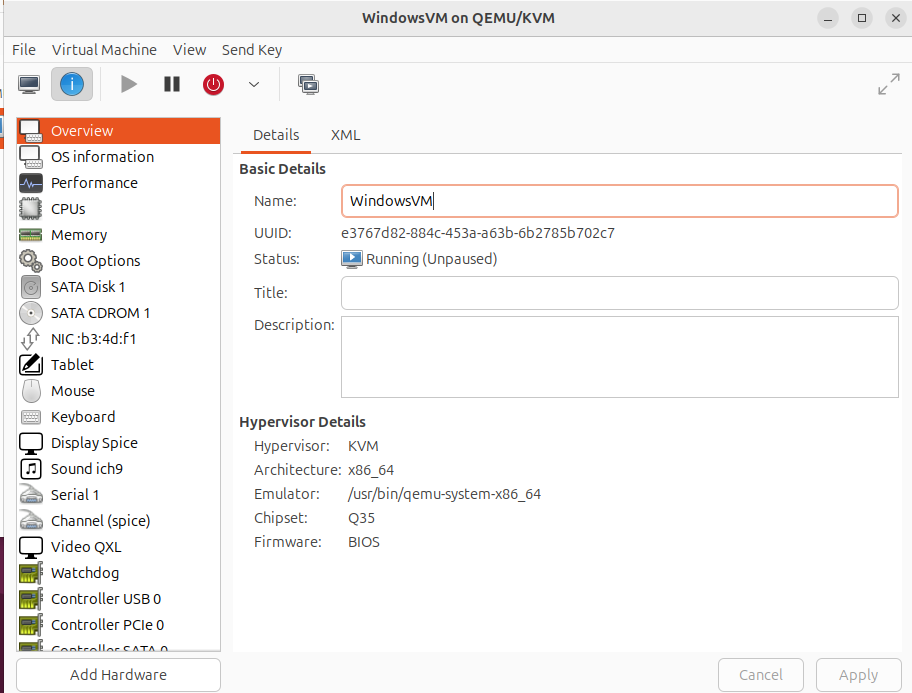 WindowsVM on QEMU/KVM
File Virtual Machine View Send Key
Overview
OS information
Performance
CPUs
Memory
Boot Options
SATA Disk 1
SATA CDROM 1
NIC :b3:4d:f1
Tablet
Mouse
Keyboard
Display Spice
Sound ich9
Serial 1
Channel (spice)
Video QXL
Watchdog
Controller USB 0
Controller PCIe 0
Controller SATA 0
Add Hardware
Details XML
Basic Details
Name: WindowsVM
UUID: e3767d82-884c-453a-a63b-6b2785b702c7
Status: Running (Unpaused)
Title:
Description:
Hypervisor Details
Hypervisor: KVM
Architecture: x86_64
Emulator: /usr/bin/qemu-system-x86_64
Chipset: Q35
Firmware: BIOS
Cancel Apply